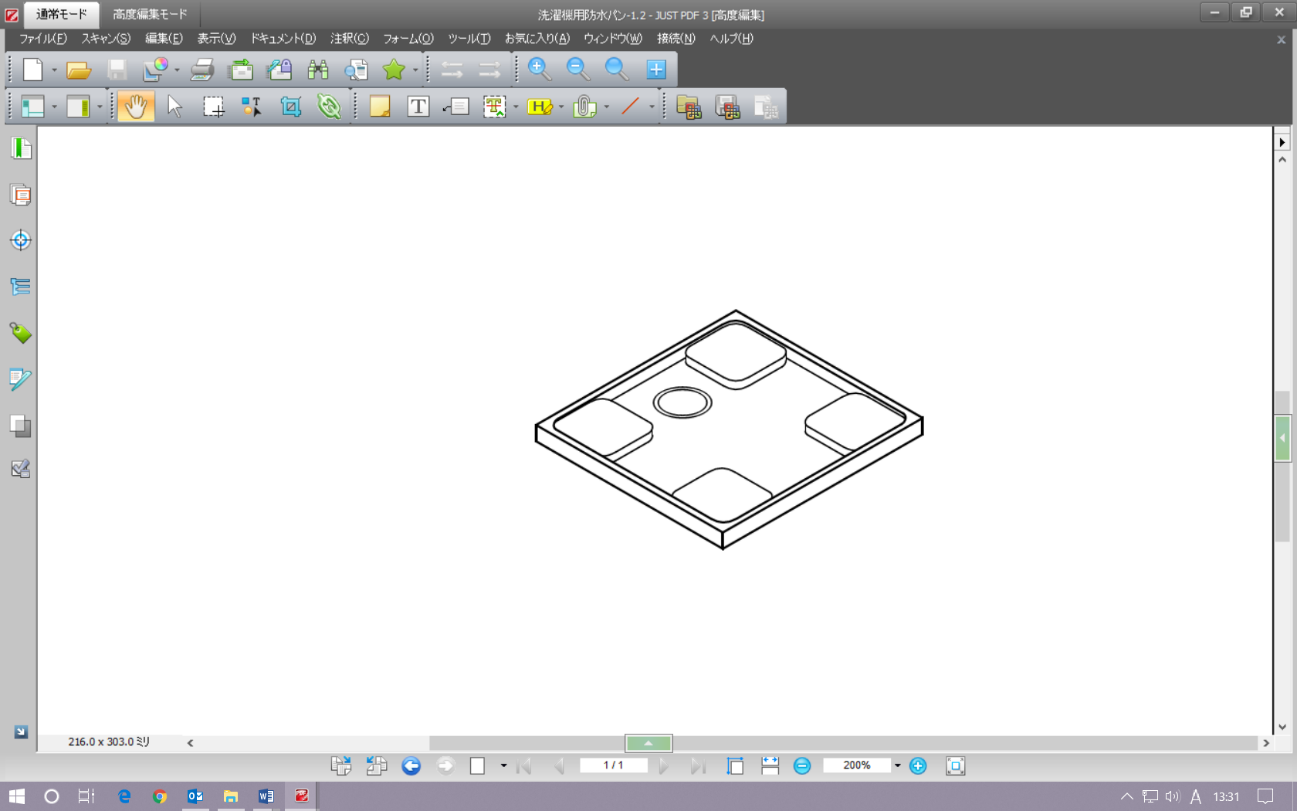 通常モード 高度編集モード 洗濯機用防水パン-1.2 - JUST PDF 3 [高度編集]
ファイル(F) スキャン(S) 編集(E) 表示(V) ドキュメント(D) 注釈(C) フォーム(O) ツール(T) お気に入り(A) ウィンドウ(W) 接続(N) ヘルプ(H)
216.0 x 303.0 ミリ
1 / 1 200%
A 13:31